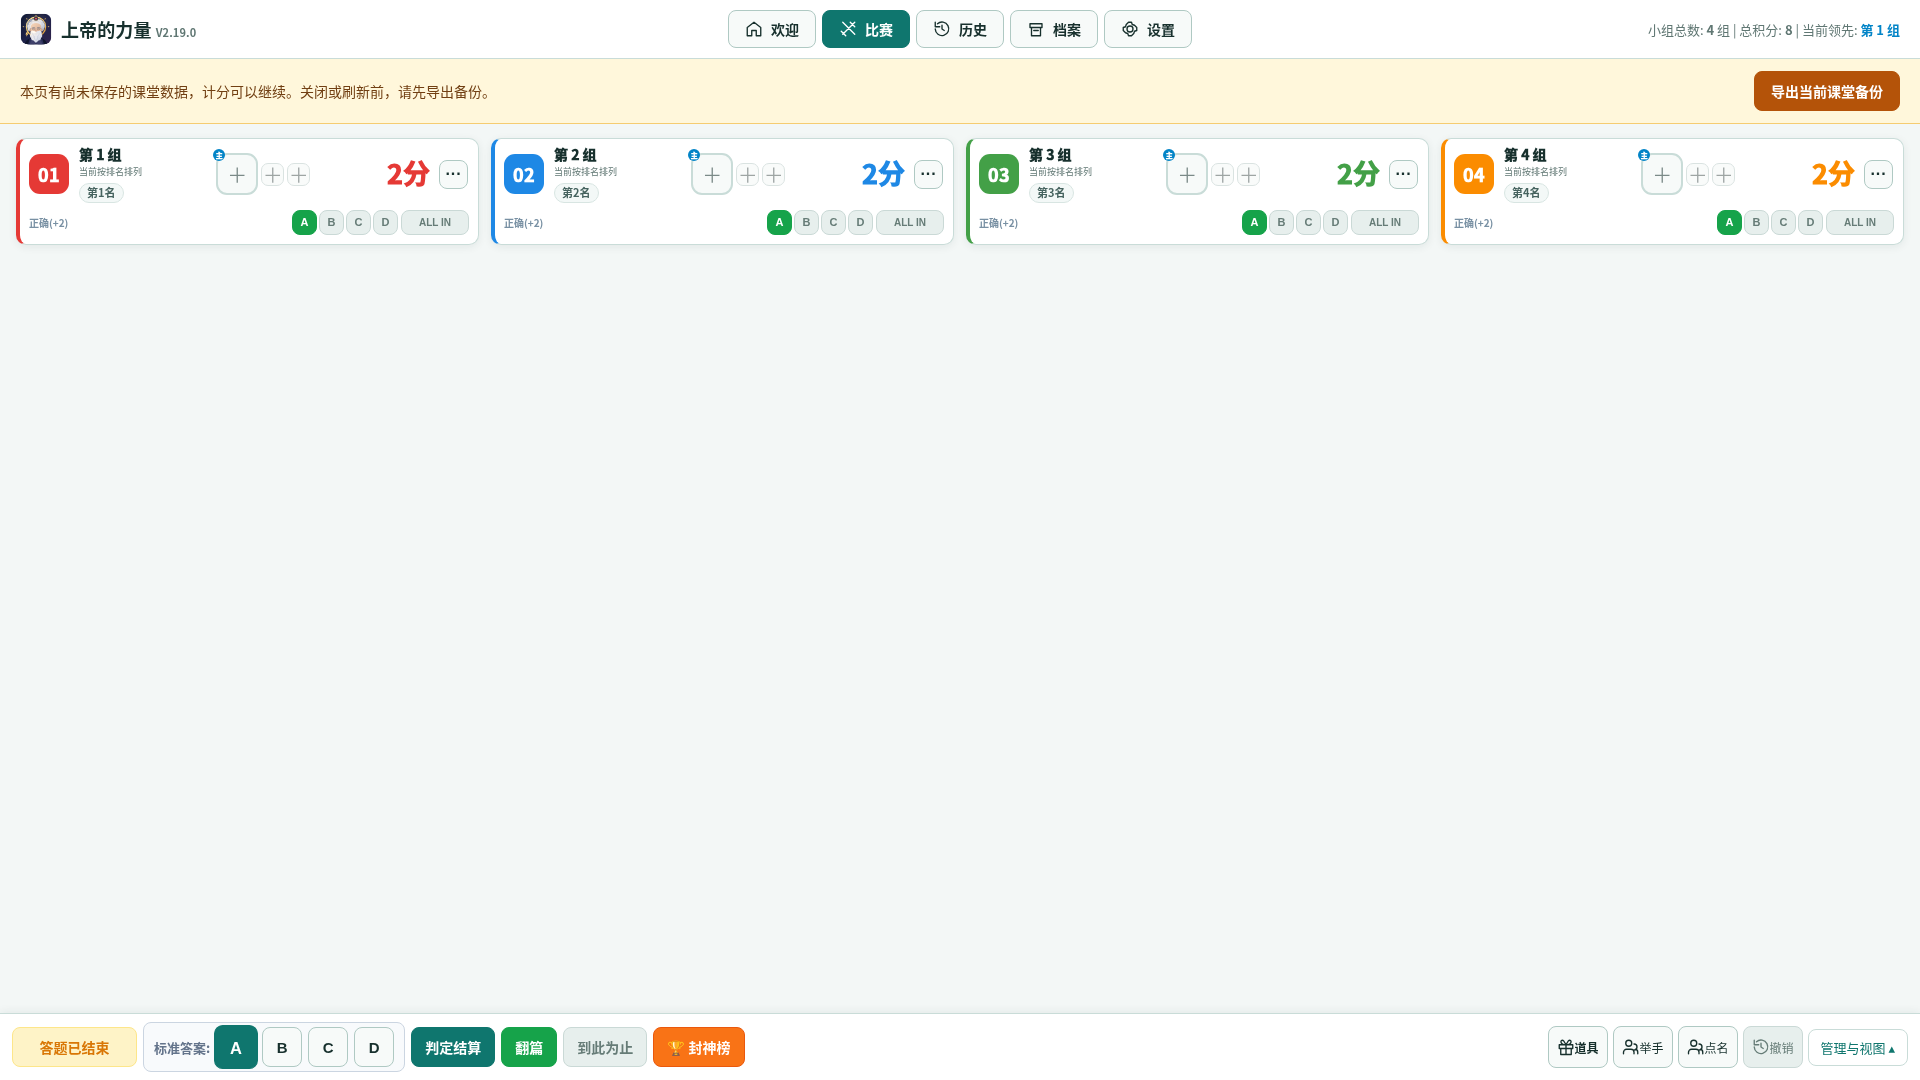 上帝的力量 V2.19.0
欢迎
比赛
历史
档案
设置
小组总数: 4 组 | 总积分: 8 | 当前领先: 第 1 组
本页有尚未保存的课堂数据，计分可以继续。关闭或刷新前，请先导出备份。
导出当前课堂备份
01
第 1 组
当前按排名排列
第1名
主
2分
正确(+2)
A B C D ALL IN
02
第 2 组
当前按排名排列
第2名
主
2分
正确(+2)
A B C D ALL IN
03
第 3 组
当前按排名排列
第3名
主
2分
正确(+2)
A B C D ALL IN
04
第 4 组
当前按排名排列
第4名
主
2分
正确(+2)
A B C D ALL IN
答题已结束
标准答案: A B C D
判定结算
翻篇
到此为止
🏆 封神榜
道具
举手
点名
撤销
管理与视图 ▴